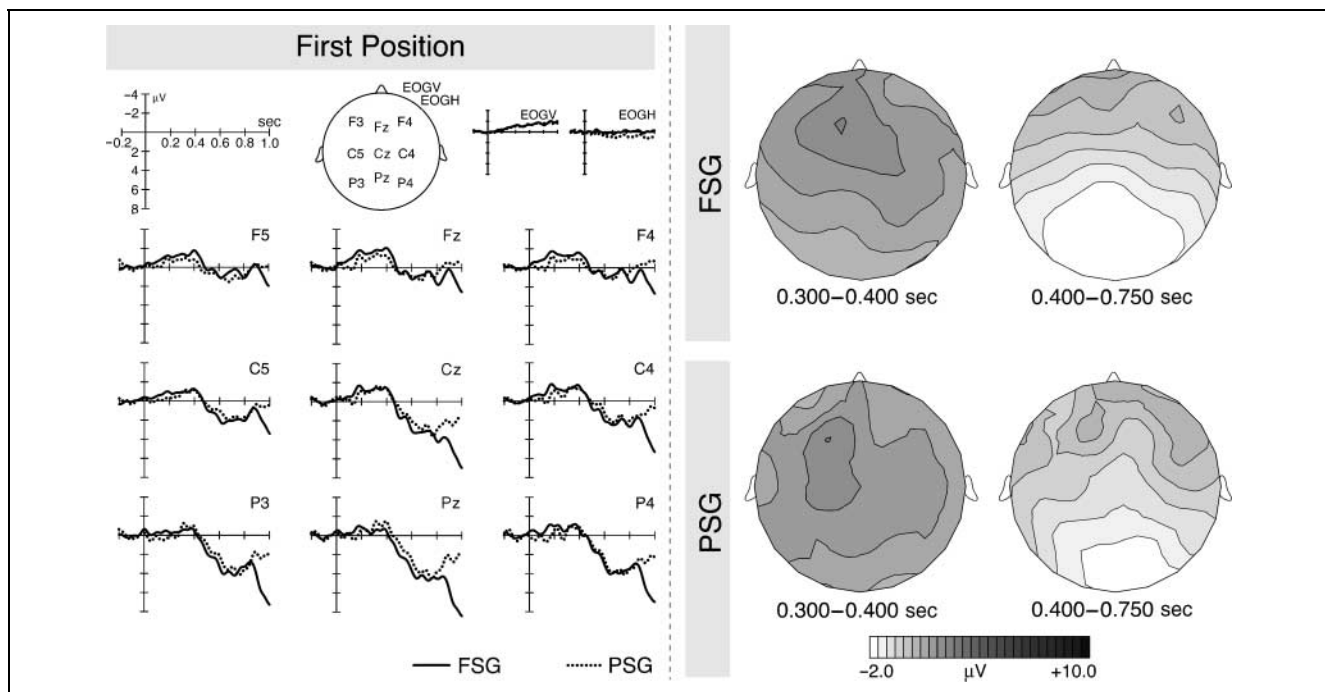 First Position
EOGV
EOGH
−4
μV
−2
sec
−0.2
0.2 0.4 0.6 0.8 1.0
2
4
6
8
F3 Fz F4
C5 Cz C4
P3 Pz P4
EOGV
EOGH
F5
Fz
F4
C5
Cz
C4
P3
Pz
P4
FSG
PSG
FSG
0.300−0.400 sec
0.400−0.750 sec
PSG
0.300−0.400 sec
0.400−0.750 sec
−2.0 μV +10.0